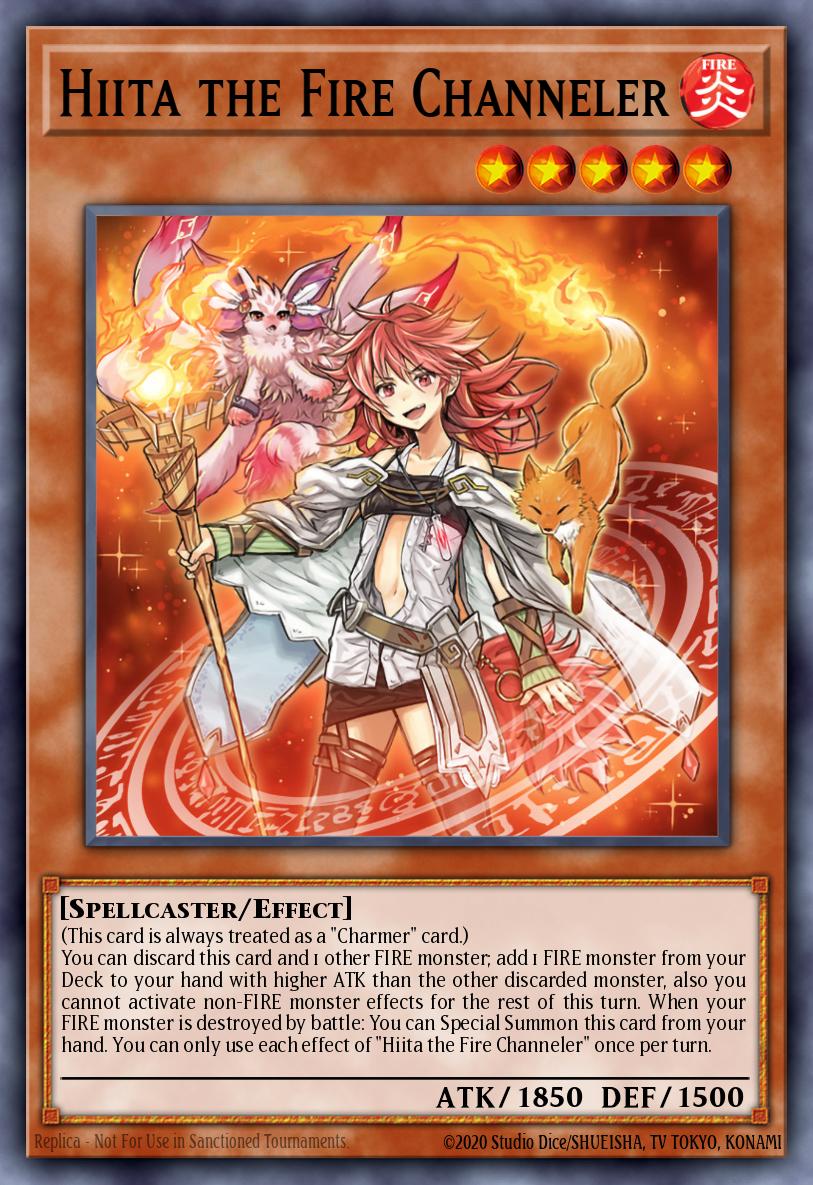 Hiita the Fire Channeler
FIRE
炎
[Spellcaster/Effect]
(This card is always treated as a "Charmer" card.)
You can discard this card and 1 other FIRE monster; add 1 FIRE monster from your
Deck to your hand with higher ATK than the other discarded monster, also you
cannot activate non-FIRE monster effects for the rest of this turn. When your
FIRE monster is destroyed by battle: You can Special Summon this card from your
hand. You can only use each effect of "Hiita the Fire Channeler" once per turn.
ATK/1850 DEF/1500
Replica - Not For Use in Sanctioned Tournaments.
©2020 Studio Dice/SHUEISHA, TV TOKYO, KONAMI